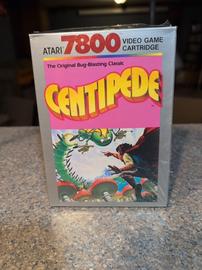 ATARI 7800 VIDEO GAME CARTRIDGE
The Original Bug-Blasting Classic
CENTIPEDE